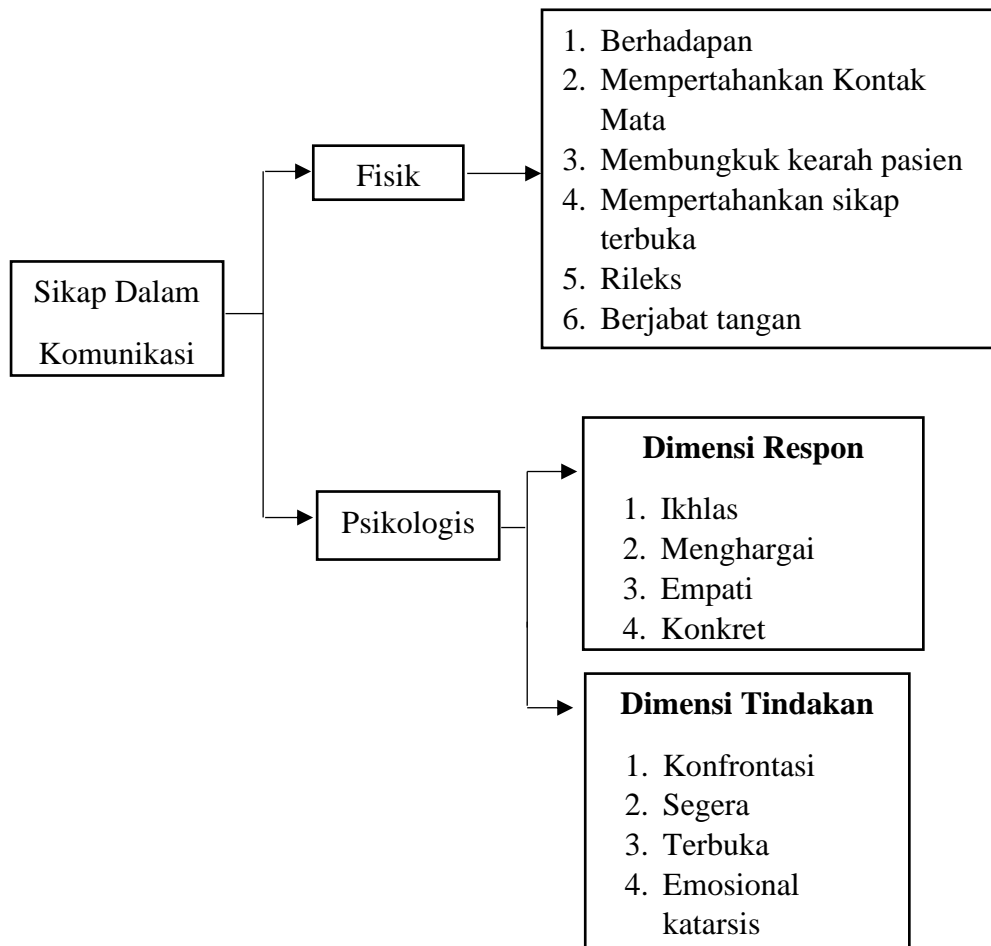 1. Berhadapan
2. Mempertahankan Kontak
Mata
3. Membungkuk kearah pasien
4. Mempertahankan sikap
terbuka
5. Rileks
6. Berjabat tangan
Fisik
Sikap Dalam
Komunikasi
Psikologis
Dimensi Respon
1. Ikhlas
2. Menghargai
3. Empati
4. Konkret
Dimensi Tindakan
1. Konfrontasi
2. Segera
3. Terbuka
4. Emosional
katarsis